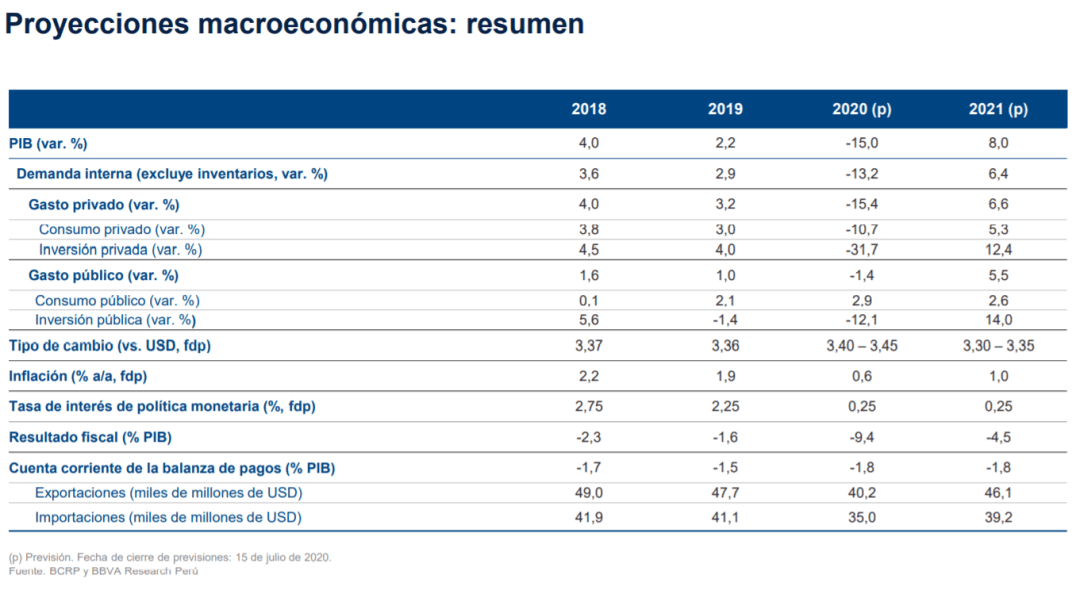 Proyecciones macroeconómicas: resumen
2018 2019 2020 (p) 2021 (p)
PIB (var. %) 4,0 2,2 -15,0 8,0
Demanda interna (excluye inventarios, var. %) 3,6 2,9 -13,2 6,4
Gasto privado (var. %) 4,0 3,2 -15,4 6,6
Consumo privado (var. %) 3,8 3,0 -10,7 5,3
Inversión privada (var. %) 4,5 4,0 -31,7 12,4
Gasto público (var. %) 1,6 1,0 -1,4 5,5
Consumo público (var. %) 0,1 2,1 2,9 2,6
Inversión pública (var. %) 5,6 -1,4 -12,1 14,0
Tipo de cambio (vs. USD, fdp) 3,37 3,36 3,40 – 3,45 3,30 – 3,35
Inflación (% a/a, fdp) 2,2 1,9 0,6 1,0
Tasa de interés de política monetaria (%, fdp) 2,75 2,25 0,25 0,25
Resultado fiscal (% PIB) -2,3 -1,6 -9,4 -4,5
Cuenta corriente de la balanza de pagos (% PIB) -1,7 -1,5 -1,8 -1,8
Exportaciones (miles de millones de USD) 49,0 47,7 40,2 46,1
Importaciones (miles de millones de USD) 41,9 41,1 35,0 39,2
(p) Previsión. Fecha de cierre de previsiones: 15 de julio de 2020.
Fuente. BCRP y BBVA Research Perú